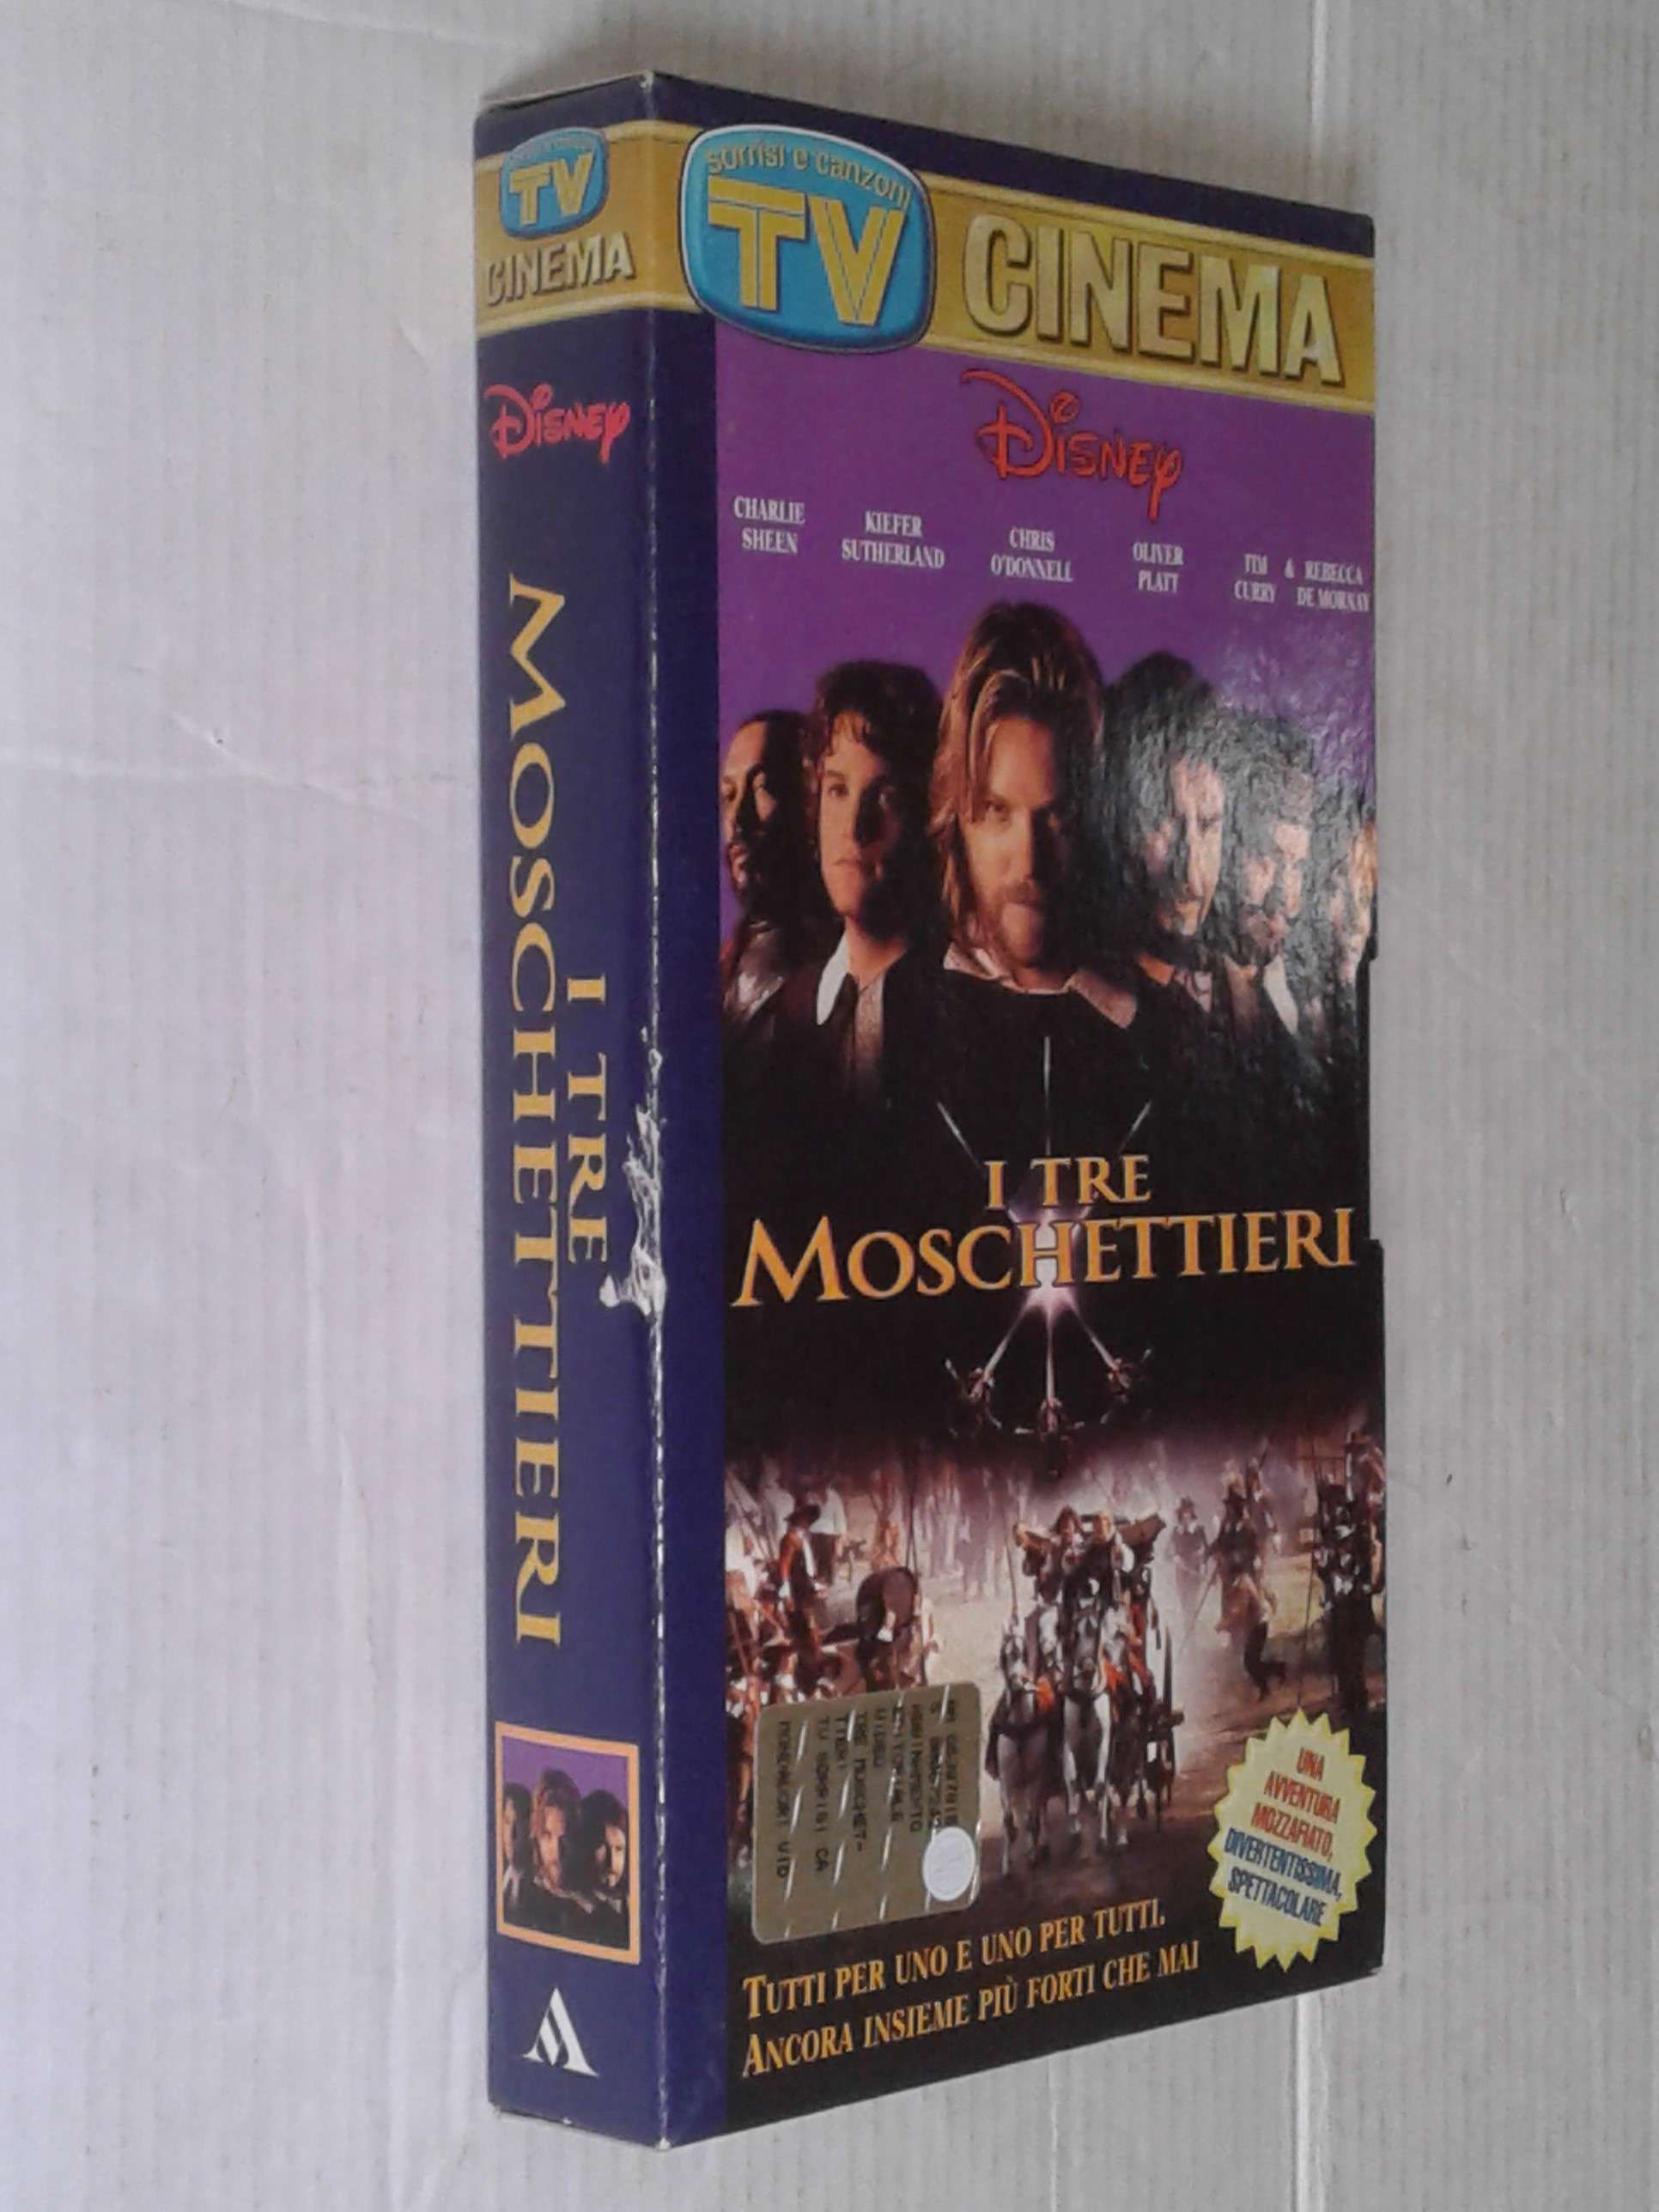 TV
CINEMA
Disney
I TRE
MOSCHETTIERI
sorrisi e canzoni
TV CINEMA
Disney
CHARLIE SHEEN
KIEFER SUTHERLAND
CHRIS O'DONNELL
OLIVER PLATT
TIM CURRY & REBECCA DE MORNAY
I TRE
MOSCHETTIERI
UNA
AVVENTURA
MOZZAFIATO,
DIVERTENTISSIMA,
SPETTACOLARE
TUTTI PER UNO E UNO PER TUTTI.
ANCORA INSIEME PIÙ FORTI CHE MAI